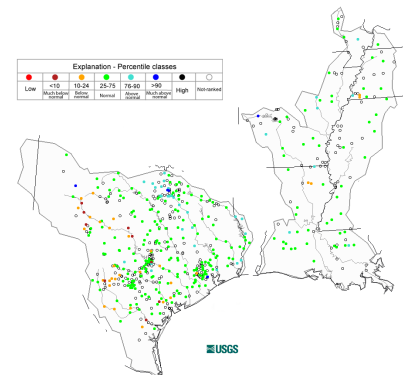 Explanation - Percentile classes
Low
<10
10-24
25-75
76-90
>90
High
Not-ranked
Much below normal
Below normal
Normal
Above normal
Much above normal
USGS